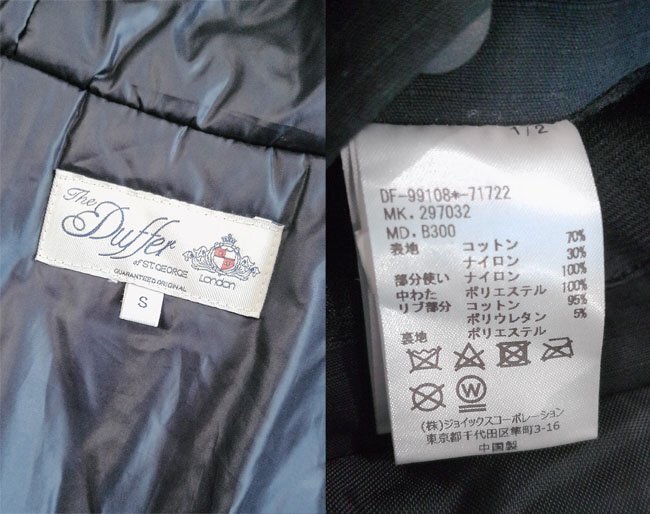 The
Duffer
of ST.GEORGE
GUARANTEED ORIGINAL
London
S
1/2
DF-99108*-71722
MK. 297032
MD. B300
表地 コットン 70%
ナイロン 30%
部分使い ナイロン 100%
中わた ポリエステル 100%
リブ部分 コットン 95%
ポリウレタン 5%
裏地 ポリエステル
W
(株)ジョイックスコーポレーション
東京都千代田区隼町3-16
中国製